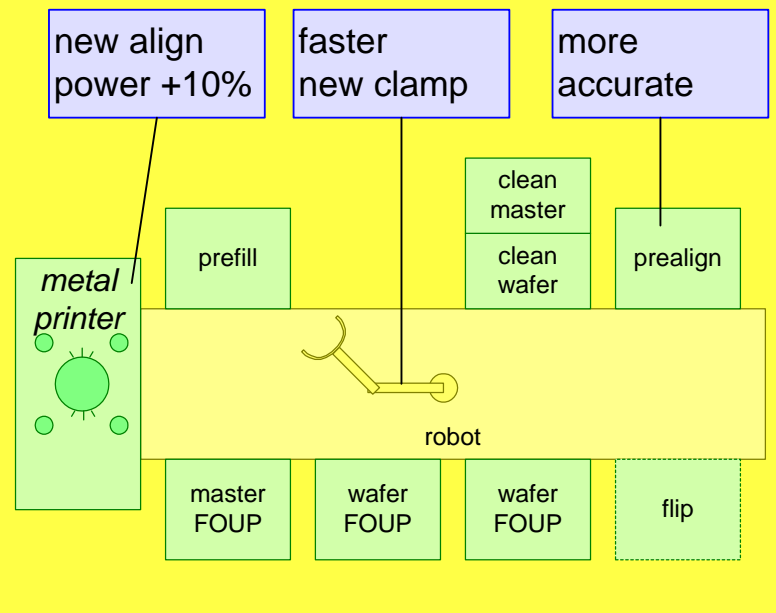 new align
power +10%
faster
new clamp
more
accurate
clean
master
prefill
clean
wafer
prealign
metal
printer
robot
master
FOUP
wafer
FOUP
wafer
FOUP
flip